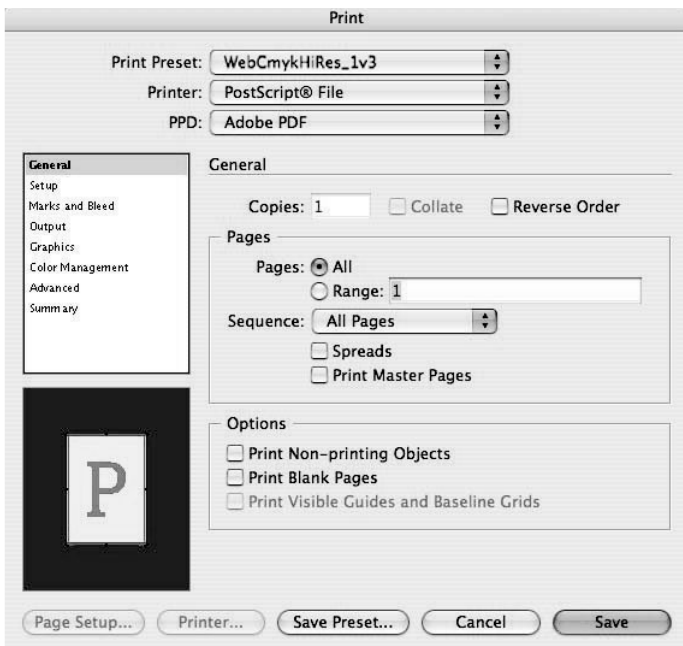 Print
Print Preset: WebCmykHiRes_1v3
Printer: PostScript® File
PPD: Adobe PDF
General
Setup
Marks and Bleed
Output
Graphics
Color Management
Advanced
Summary
General
Copies: 1 Collate Reverse Order
Pages
Pages: All
Range: 1
Sequence: All Pages
Spreads
Print Master Pages
Options
Print Non-printing Objects
Print Blank Pages
Print Visible Guides and Baseline Grids
P
Page Setup... Printer... Save Preset... Cancel Save